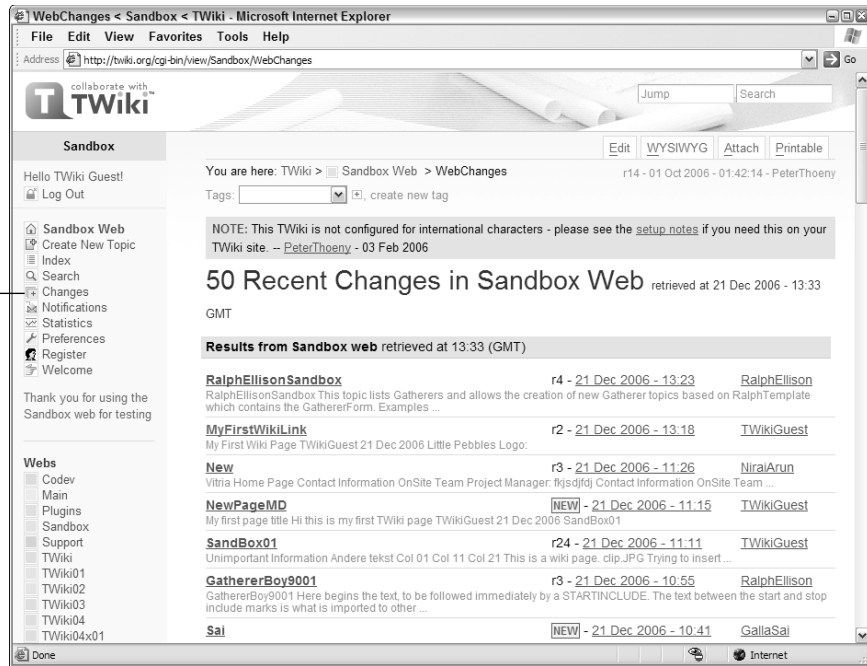 WebChanges < Sandbox < TWiki - Microsoft Internet Explorer
File Edit View Favorites Tools Help
Address http://twiki.org/cgi-bin/view/Sandbox/WebChanges Go
collaborate with
TWiki™
Jump Search
Sandbox
Edit WYSIWYG Attach Printable
Hello TWiki Guest!
Log Out
You are here: TWiki > Sandbox Web > WebChanges
r14 - 01 Oct 2006 - 01:42:14 - PeterThoeny
Tags: , create new tag
Sandbox Web
Create New Topic
Index
Search
Changes
Notifications
Statistics
Preferences
Register
Welcome
Thank you for using the
Sandbox web for testing
Webs
Codev
Main
Plugins
Sandbox
Support
TWiki
TWiki01
TWiki02
TWiki03
TWiki04
TWiki04x01
NOTE: This TWiki is not configured for international characters - please see the setup notes if you need this on your
TWiki site. -- PeterThoeny - 03 Feb 2006
50 Recent Changes in Sandbox Web retrieved at 21 Dec 2006 - 13:33
GMT
Results from Sandbox web retrieved at 13:33 (GMT)
RalphEllisonSandbox r4 - 21 Dec 2006 - 13:23 RalphEllison
RalphEllisonSandbox This topic lists Gatherers and allows the creation of new Gatherer topics based on RalphTemplate
which contains the GathererForm. Examples ...
MyFirstWikiLink r2 - 21 Dec 2006 - 13:18 TWikiGuest
My First Wiki Page TWikiGuest 21 Dec 2006 Little Pebbles Logo:
New r3 - 21 Dec 2006 - 11:26 NiraiArun
Vitria Home Page Contact Information OnSite Team Project Manager: fkjsdjfdj Contact Information OnSite Team ...
NewPageMD NEW - 21 Dec 2006 - 11:15 TWikiGuest
My first page title Hi this is my first TWiki page TWikiGuest 21 Dec 2006 SandBox01
SandBox01 r24 - 21 Dec 2006 - 11:11 TWikiGuest
Unimportant Information Andere tekst Col 01 Col 11 Col 21 This is a wiki page. clip.JPG Trying to insert ...
GathererBoy9001 r3 - 21 Dec 2006 - 10:55 RalphEllison
GathererBoy9001 Here begins the text, to be followed immediately by a STARTINCLUDE. The text between the start and stop
include marks is what is imported to other ...
Sai NEW - 21 Dec 2006 - 10:41 GallaSai
Done Internet